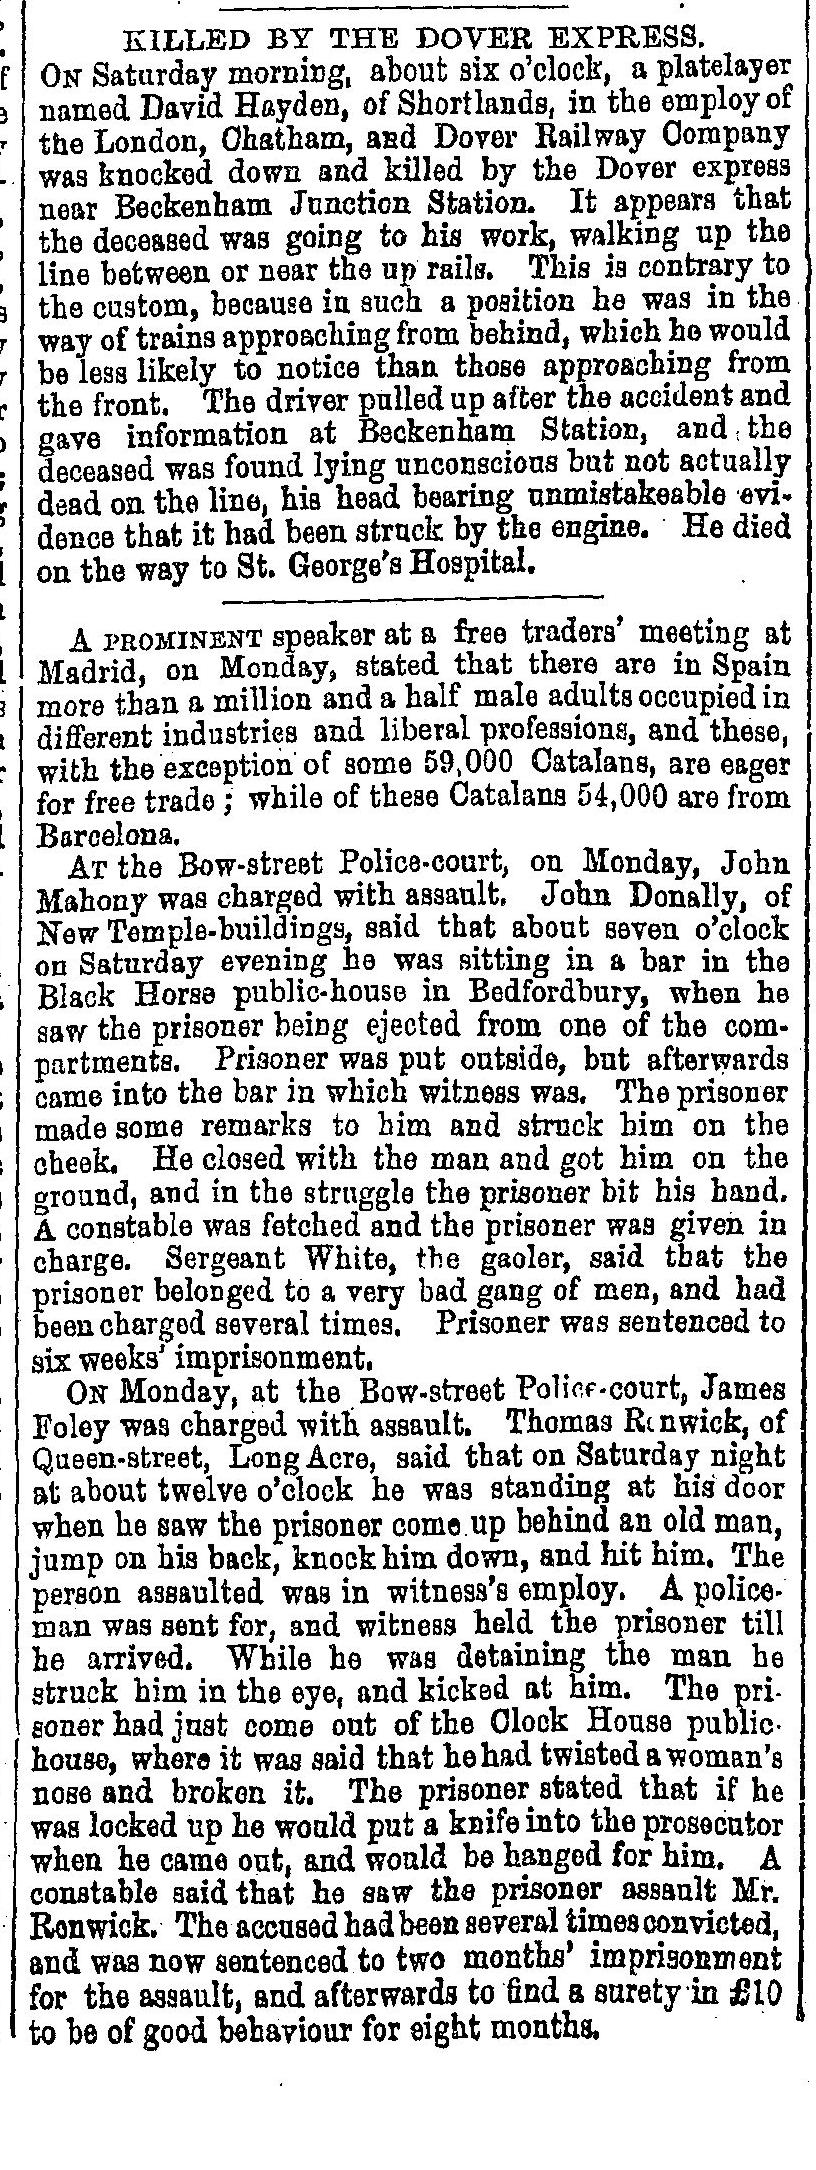 KILLED BY THE DOVER EXPRESS.
ON Saturday morning, about six o'clock, a platelayer
named David Hayden, of Shortlands, in the employ of
the London, Chatham, and Dover Railway Company
was knocked down and killed by the Dover express
near Beckenham Junction Station. It appears that
the deceased was going to his work, walking up the
line between or near the up rails. This is contrary to
the custom, because in such a position he was in the
way of trains approaching from behind, which he would
be less likely to notice than those approaching from
the front. The driver pulled up after the accident and
gave information at Beckenham Station, and the
deceased was found lying unconscious but not actually
dead on the line, his head bearing unmistakeable evi-
dence that it had been struck by the engine. He died
on the way to St. George's Hospital.
A PROMINENT speaker at a free traders' meeting at
Madrid, on Monday, stated that there are in Spain
more than a million and a half male adults occupied in
different industries and liberal professions, and these,
with the exception of some 59,000 Catalans, are eager
for free trade; while of these Catalans 54,000 are from
Barcelona.
AT the Bow-street Police-court, on Monday, John
Mahony was charged with assault. John Donally, of
New Temple-buildings, said that about seven o'clock
on Saturday evening he was sitting in a bar in the
Black Horse public-house in Bedfordbury, when he
saw the prisoner being ejected from one of the com-
partments. Prisoner was put outside, but afterwards
came into the bar in which witness was. The prisoner
made some remarks to him and struck him on the
cheek. He closed with the man and got him on the
ground, and in the struggle the prisoner bit his hand.
A constable was fetched and the prisoner was given in
charge. Sergeant White, the gaoler, said that the
prisoner belonged to a very bad gang of men, and had
been charged several times. Prisoner was sentenced to
six weeks' imprisonment.
ON Monday, at the Bow-street Police-court, James
Foley was charged with assault. Thomas Renwick, of
Queen-street, Long Acre, said that on Saturday night
at about twelve o'clock he was standing at his door
when he saw the prisoner come up behind an old man,
jump on his back, knock him down, and hit him. The
person assaulted was in witness's employ. A police-
man was sent for, and witness held the prisoner till
he arrived. While he was detaining the man he
struck him in the eye, and kicked at him. The pri-
soner had just come out of the Clock House public-
house, where it was said that he had twisted a woman's
nose and broken it. The prisoner stated that if he
was locked up he would put a knife into the prosecutor
when he came out, and would be hanged for him. A
constable said that he saw the prisoner assault Mr.
Renwick. The accused had been several times convicted,
and was now sentenced to two months' imprisonment
for the assault, and afterwards to find a surety in £10
to be of good behaviour for eight months.